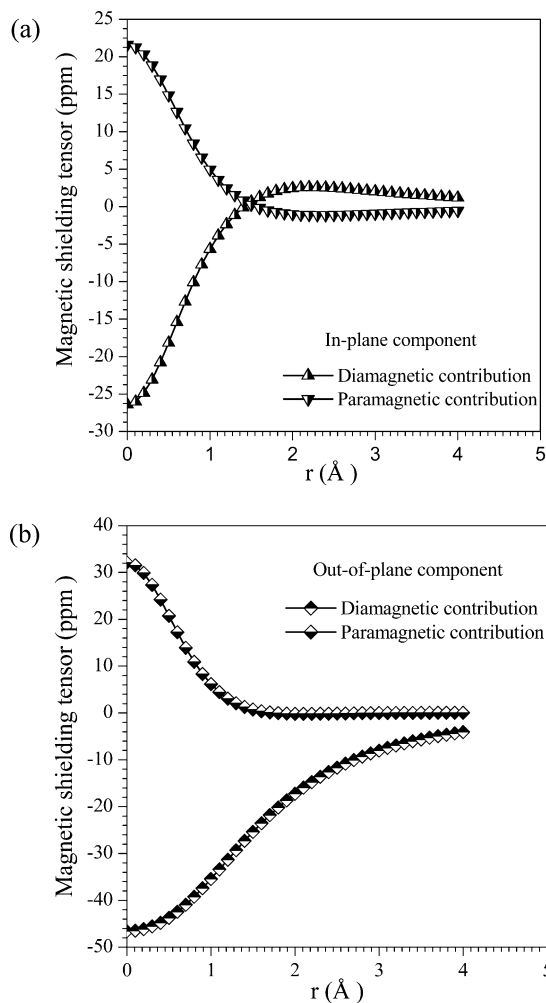 (a)
Magnetic shielding tensor (ppm)
25
20
15
10
5
0
-5
-10
-15
-20
-25
-30
In-plane component
Diamagnetic contribution
Paramagnetic contribution
0 1 2 3 4 5
r (Å )
(b)
Magnetic shielding tensor (ppm)
40
30
20
10
0
-10
-20
-30
-40
-50
Out-of-plane component
Diamagnetic contribution
Paramagnetic contribution
0 1 2 3 4 5
r (Å )